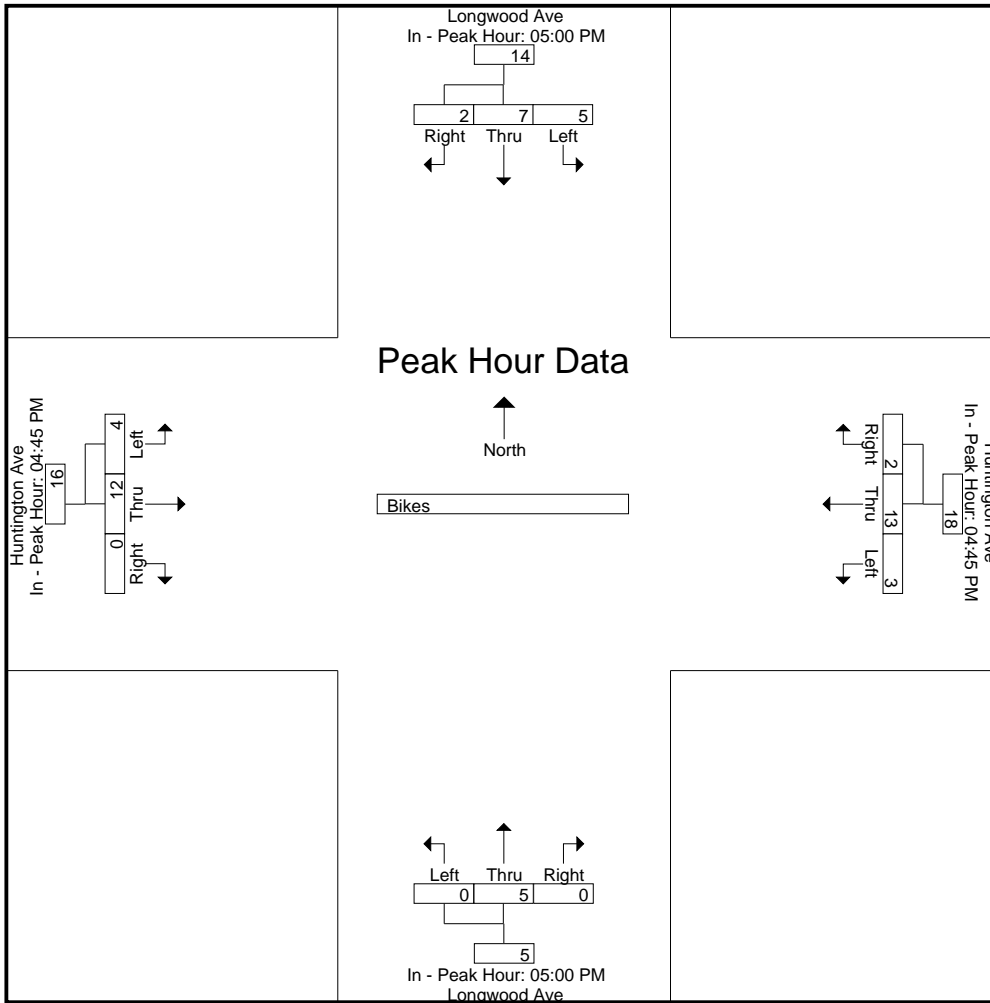 Longwood Ave
In - Peak Hour: 05:00 PM
14
2 7 5
Right Thru Left
Peak Hour Data
North
Bikes
Huntington Ave
In - Peak Hour: 04:45 PM
16
4 12 0
Left Thru Right
Huntington Ave
In - Peak Hour: 04:45 PM
18
2 13 3
Right Thru Left
Left Thru Right
0 5 0
5
In - Peak Hour: 05:00 PM
Longwood Ave